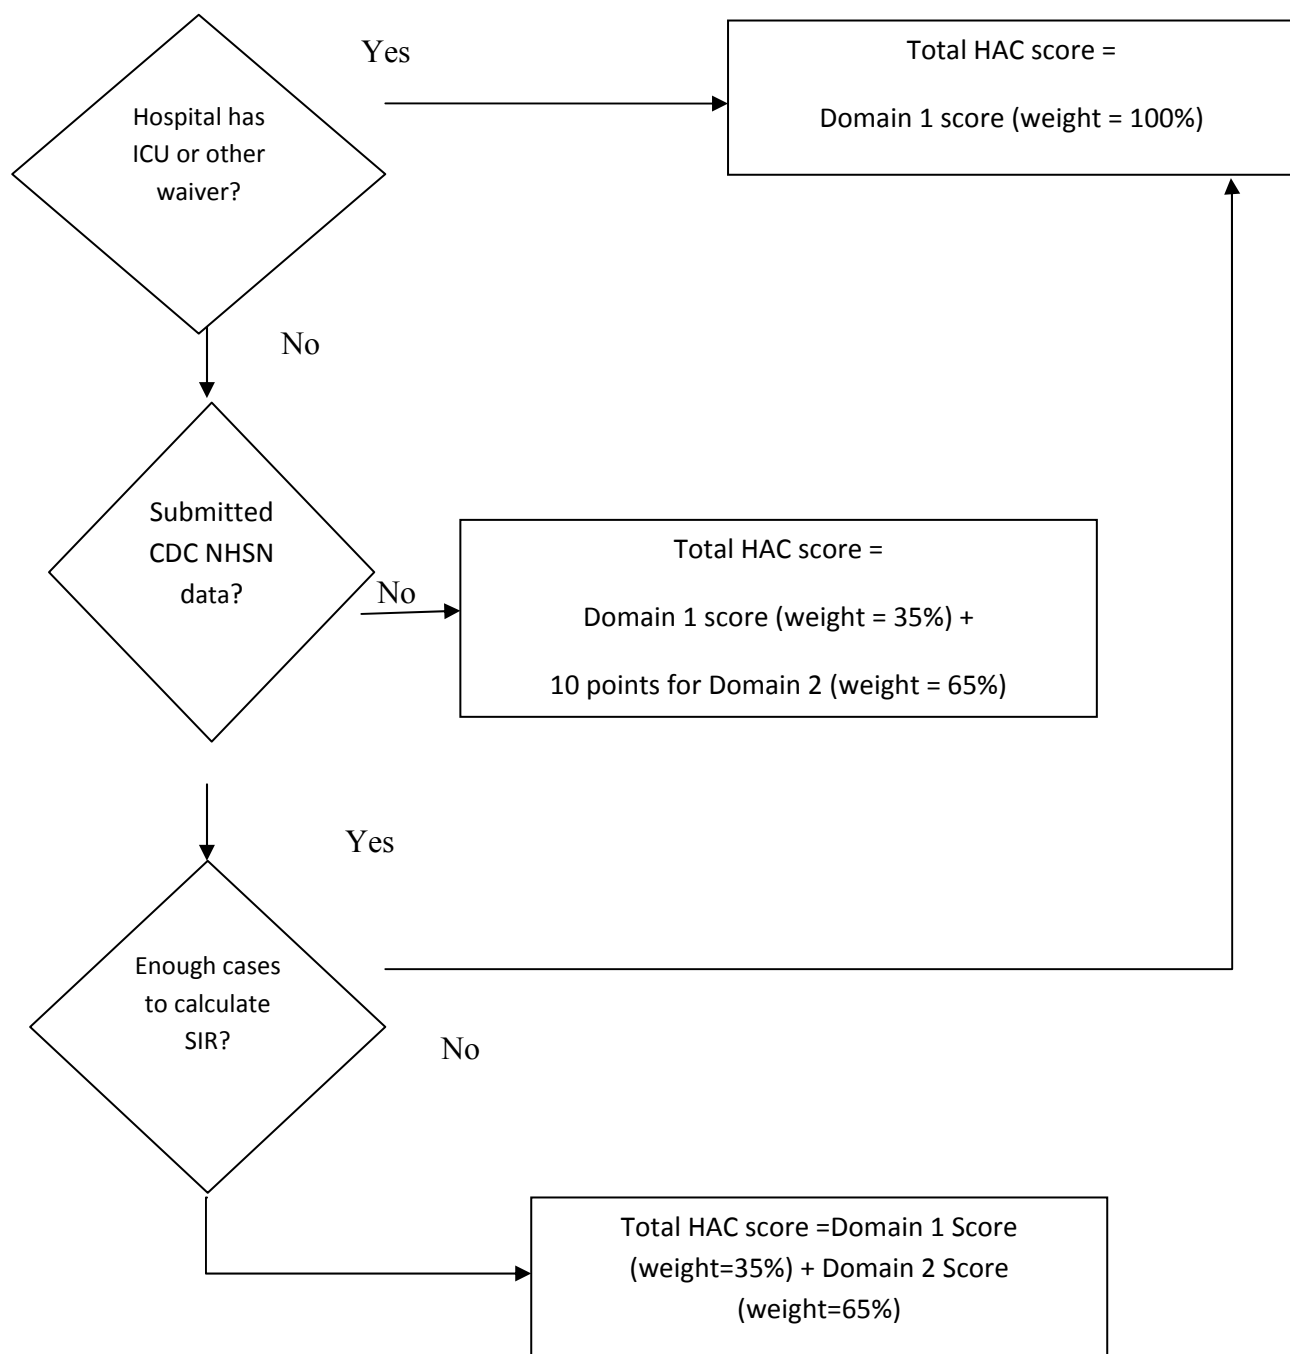 Yes
Hospital has
ICU or other
waiver?
Total HAC score =
Domain 1 score (weight = 100%)
No
Submitted
CDC NHSN
data?
No
Total HAC score =
Domain 1 score (weight = 35%) +
10 points for Domain 2 (weight = 65%)
Yes
Enough cases
to calculate
SIR?
No
Total HAC score =Domain 1 Score
(weight=35%) + Domain 2 Score
(weight=65%)